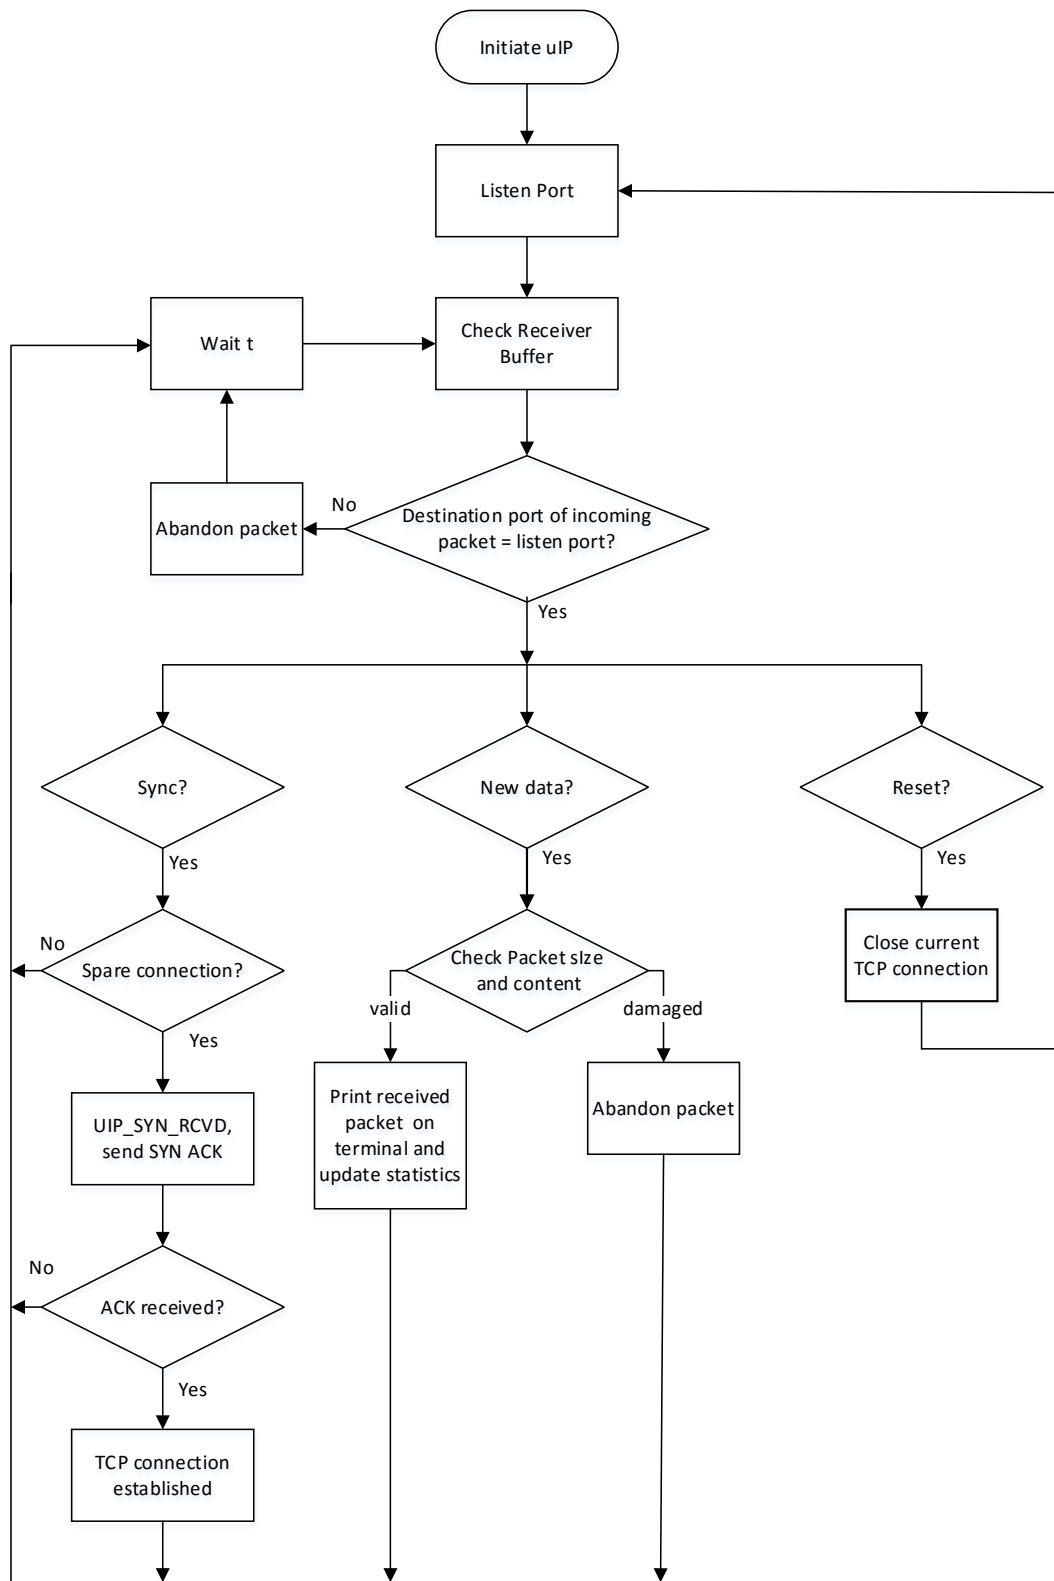 Initiate uIP
Listen Port
Wait t
Check Receiver
Buffer
Abandon packet
No
Destination port of incoming
packet = listen port?
Yes
Sync?
New data?
Reset?
Yes
Yes
Yes
No
Spare connection?
Check Packet sIze
and content
Close current
TCP connection
valid
damaged
Yes
UIP_SYN_RCVD,
send SYN ACK
Print received
packet on
terminal and
update statistics
Abandon packet
No
ACK received?
Yes
TCP connection
established